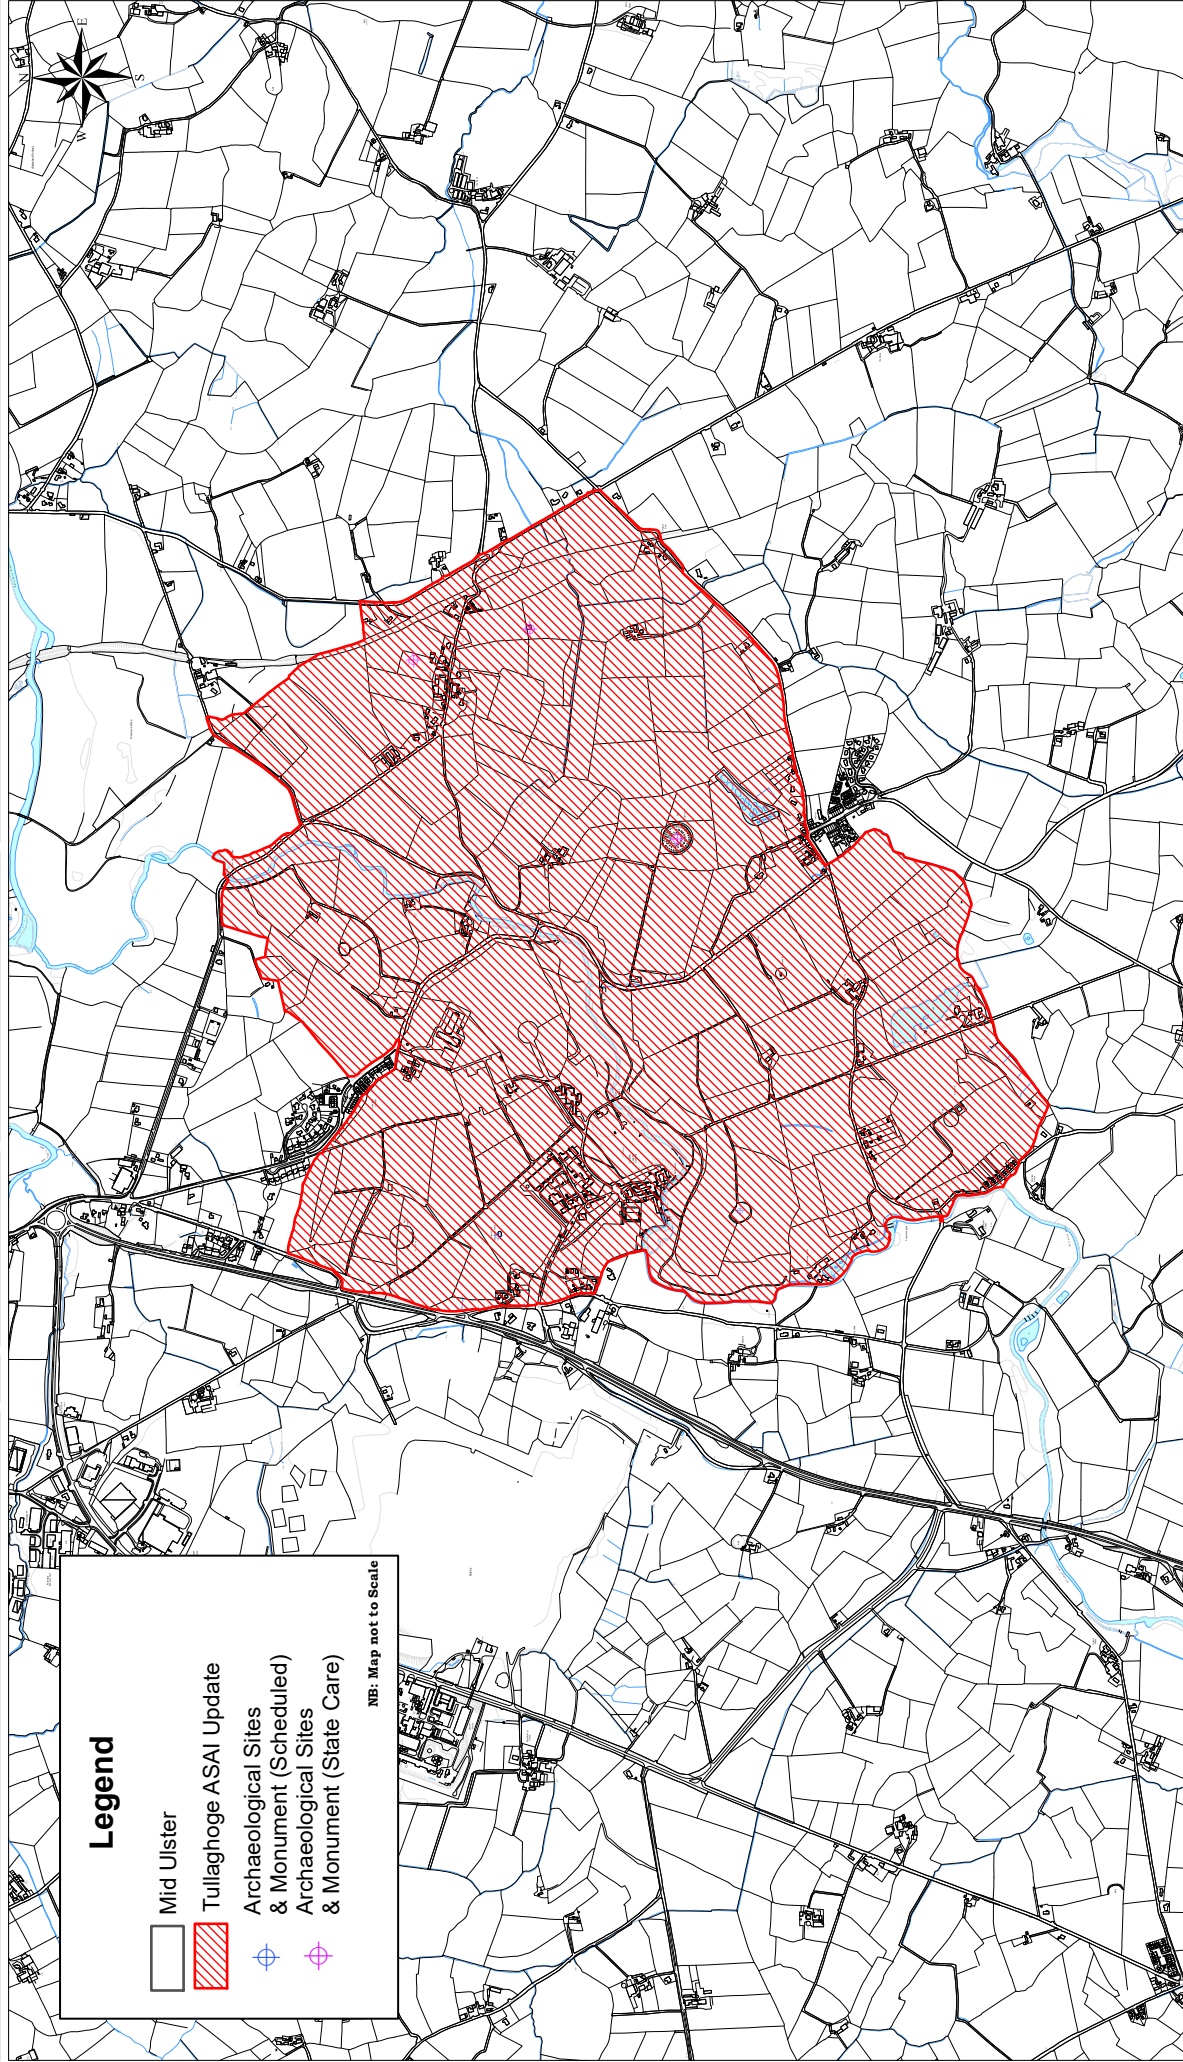 N
E
S
W
Legend
Mid Ulster
Tullaghoge ASAI Update
Archaeological Sites
& Monument (Scheduled)
Archaeological Sites
& Monument (State Care)
NB: Map not to Scale